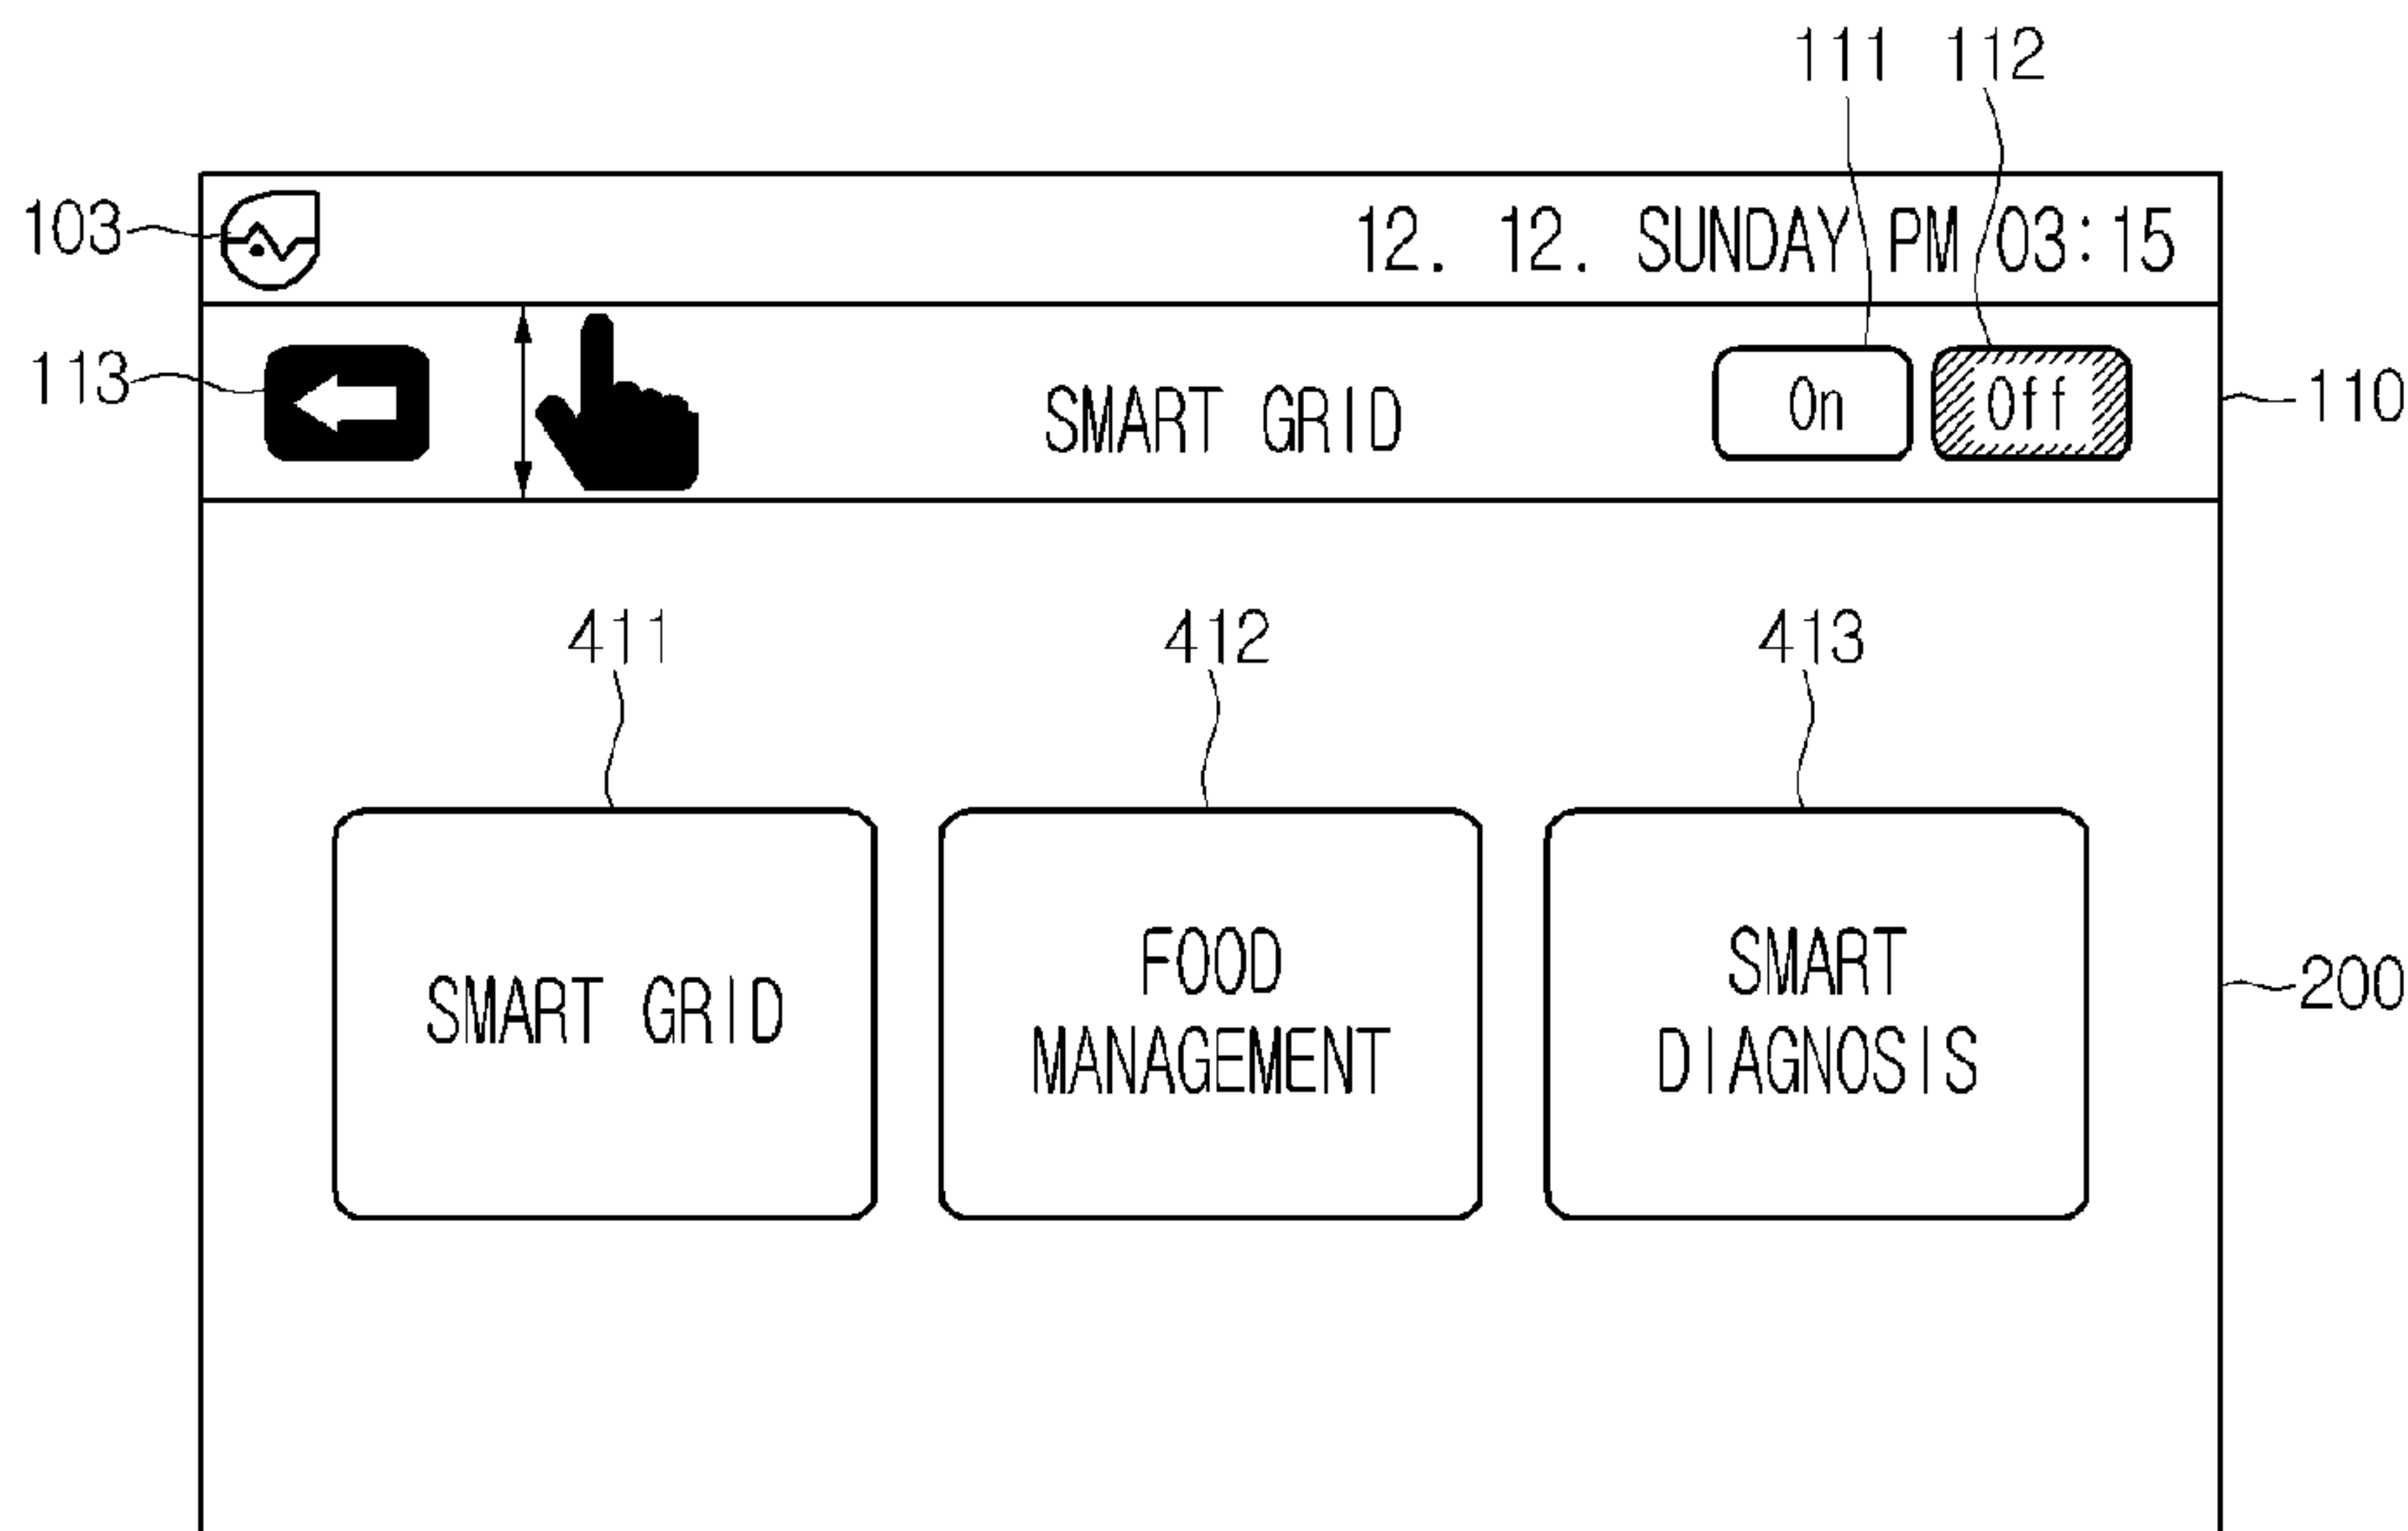 111 112
103
12. 12. SUNDAY PM 03:15
113
SMART GRID
On
Off
110
411
412
413
SMART GRID
FOOD
MANAGEMENT
SMART
DIAGNOSIS
200